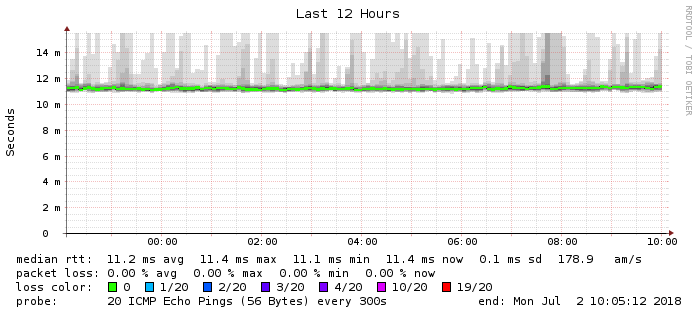 Last 12 Hours
RRDTOOL / TOBI OETIKER
Seconds
14 m
12 m
10 m
8 m
6 m
4 m
2 m
0
00:00 02:00 04:00 06:00 08:00 10:00
median rtt: 11.2 ms avg 11.4 ms max 11.1 ms min 11.4 ms now 0.1 ms sd 178.9 am/s
packet loss: 0.00 % avg 0.00 % max 0.00 % min 0.00 % now
loss color: 0 1/20 2/20 3/20 4/20 10/20 19/20
probe: 20 ICMP Echo Pings (56 Bytes) every 300s end: Mon Jul 2 10:05:12 2018